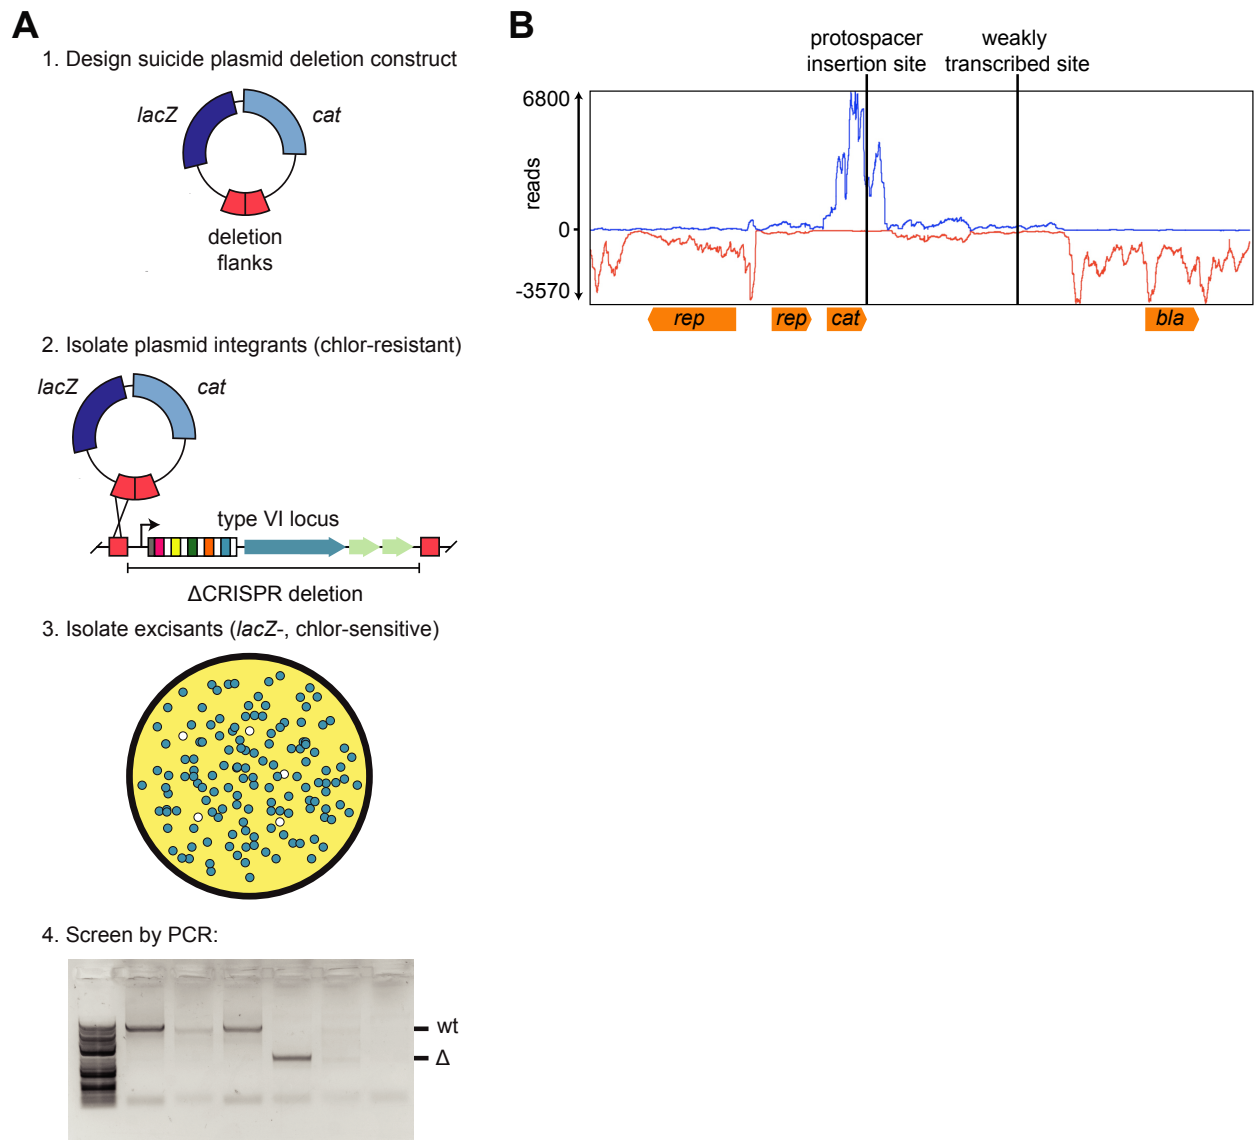 A
1. Design suicide plasmid deletion construct
lacZ
cat
deletion
flanks
2. Isolate plasmid integrants (chlor-resistant)
lacZ
cat
type VI locus
ΔCRISPR deletion
3. Isolate excisants (lacZ-, chlor-sensitive)
4. Screen by PCR:
wt
Δ
B
protospacer
insertion site
weakly
transcribed site
6800
reads
0
-3570
rep
rep
cat
bla